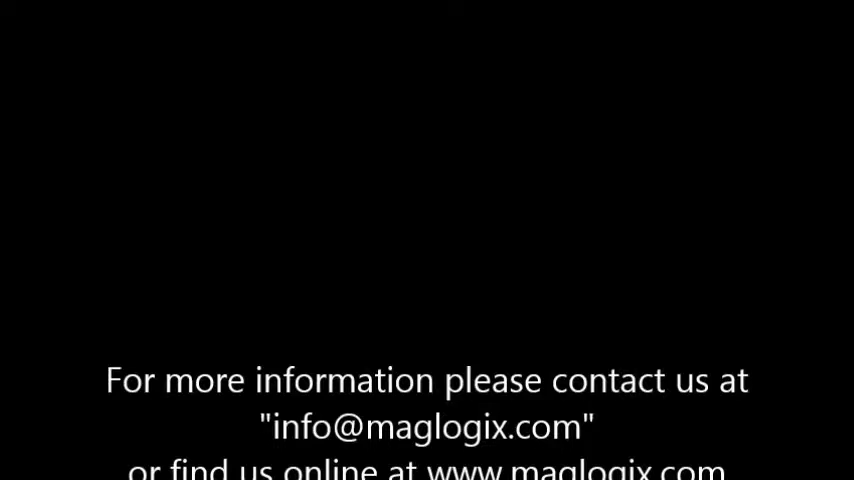 For more information please contact us at
"info@maglogix.com"
or find us online at www.maglogix.com